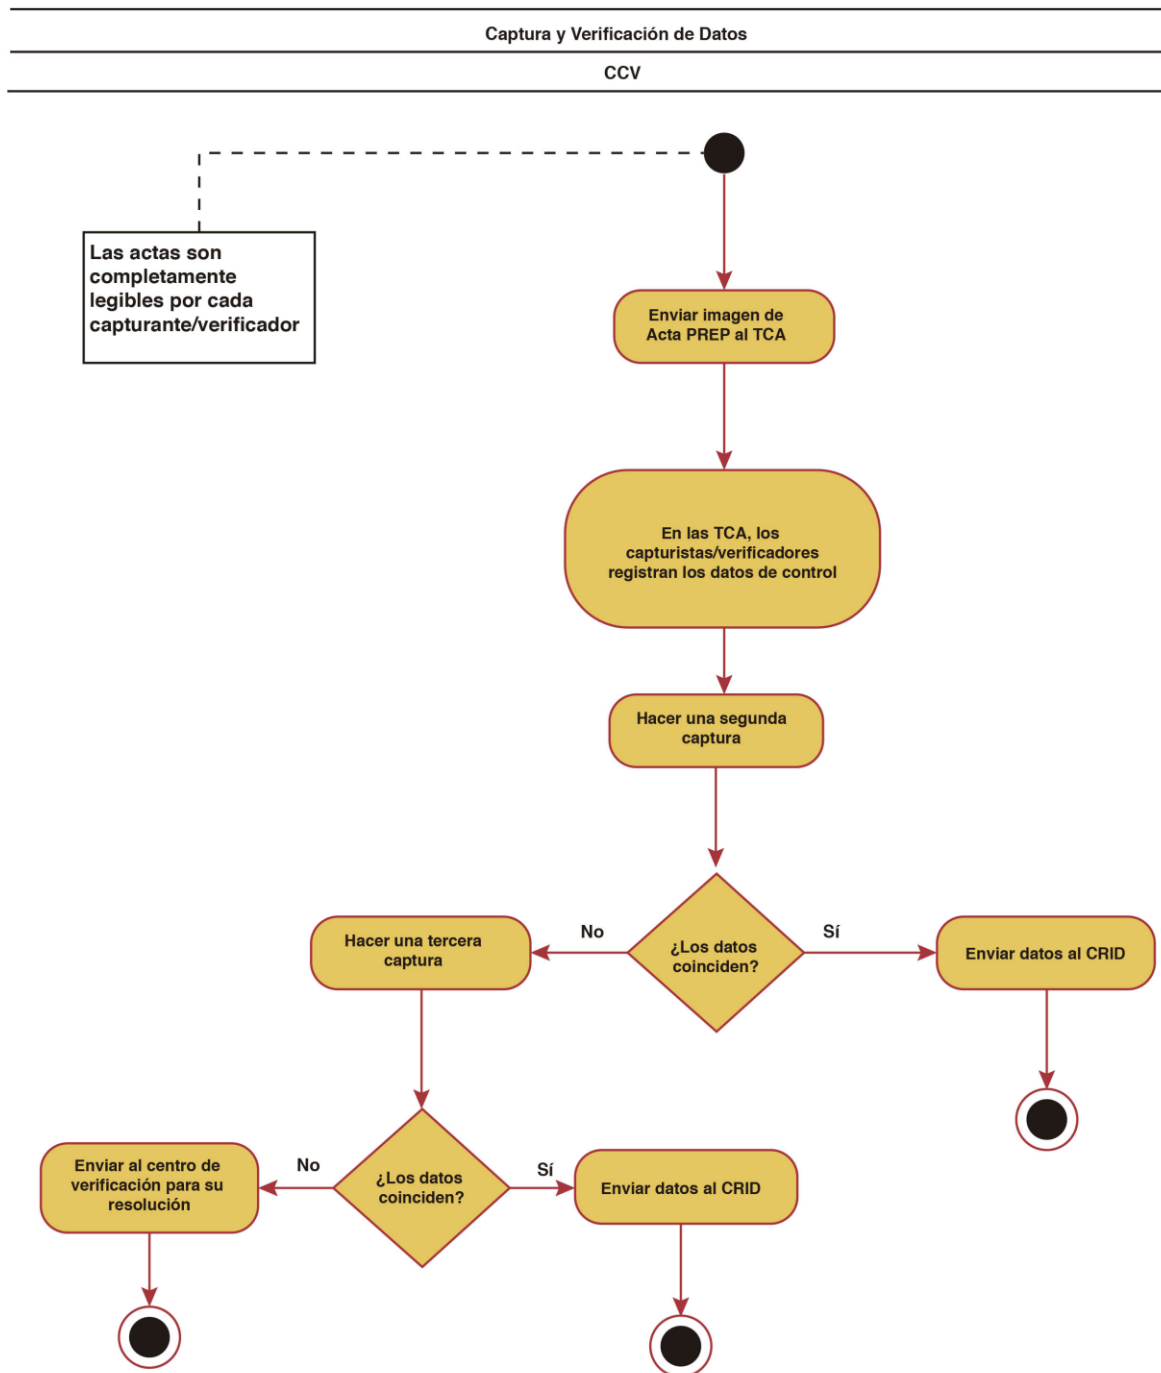 Captura y Verificación de Datos
CCV
Las actas son
completamente
legibles por cada
capturante/verificador
Enviar imagen de
Acta PREP al TCA
En las TCA, los
capturistas/verificadores
registran los datos de control
Hacer una segunda
captura
¿Los datos
coinciden?
No
Sí
Hacer una tercera
captura
Enviar datos al CRID
¿Los datos
coinciden?
No
Sí
Enviar al centro de
verificación para su
resolución
Enviar datos al CRID